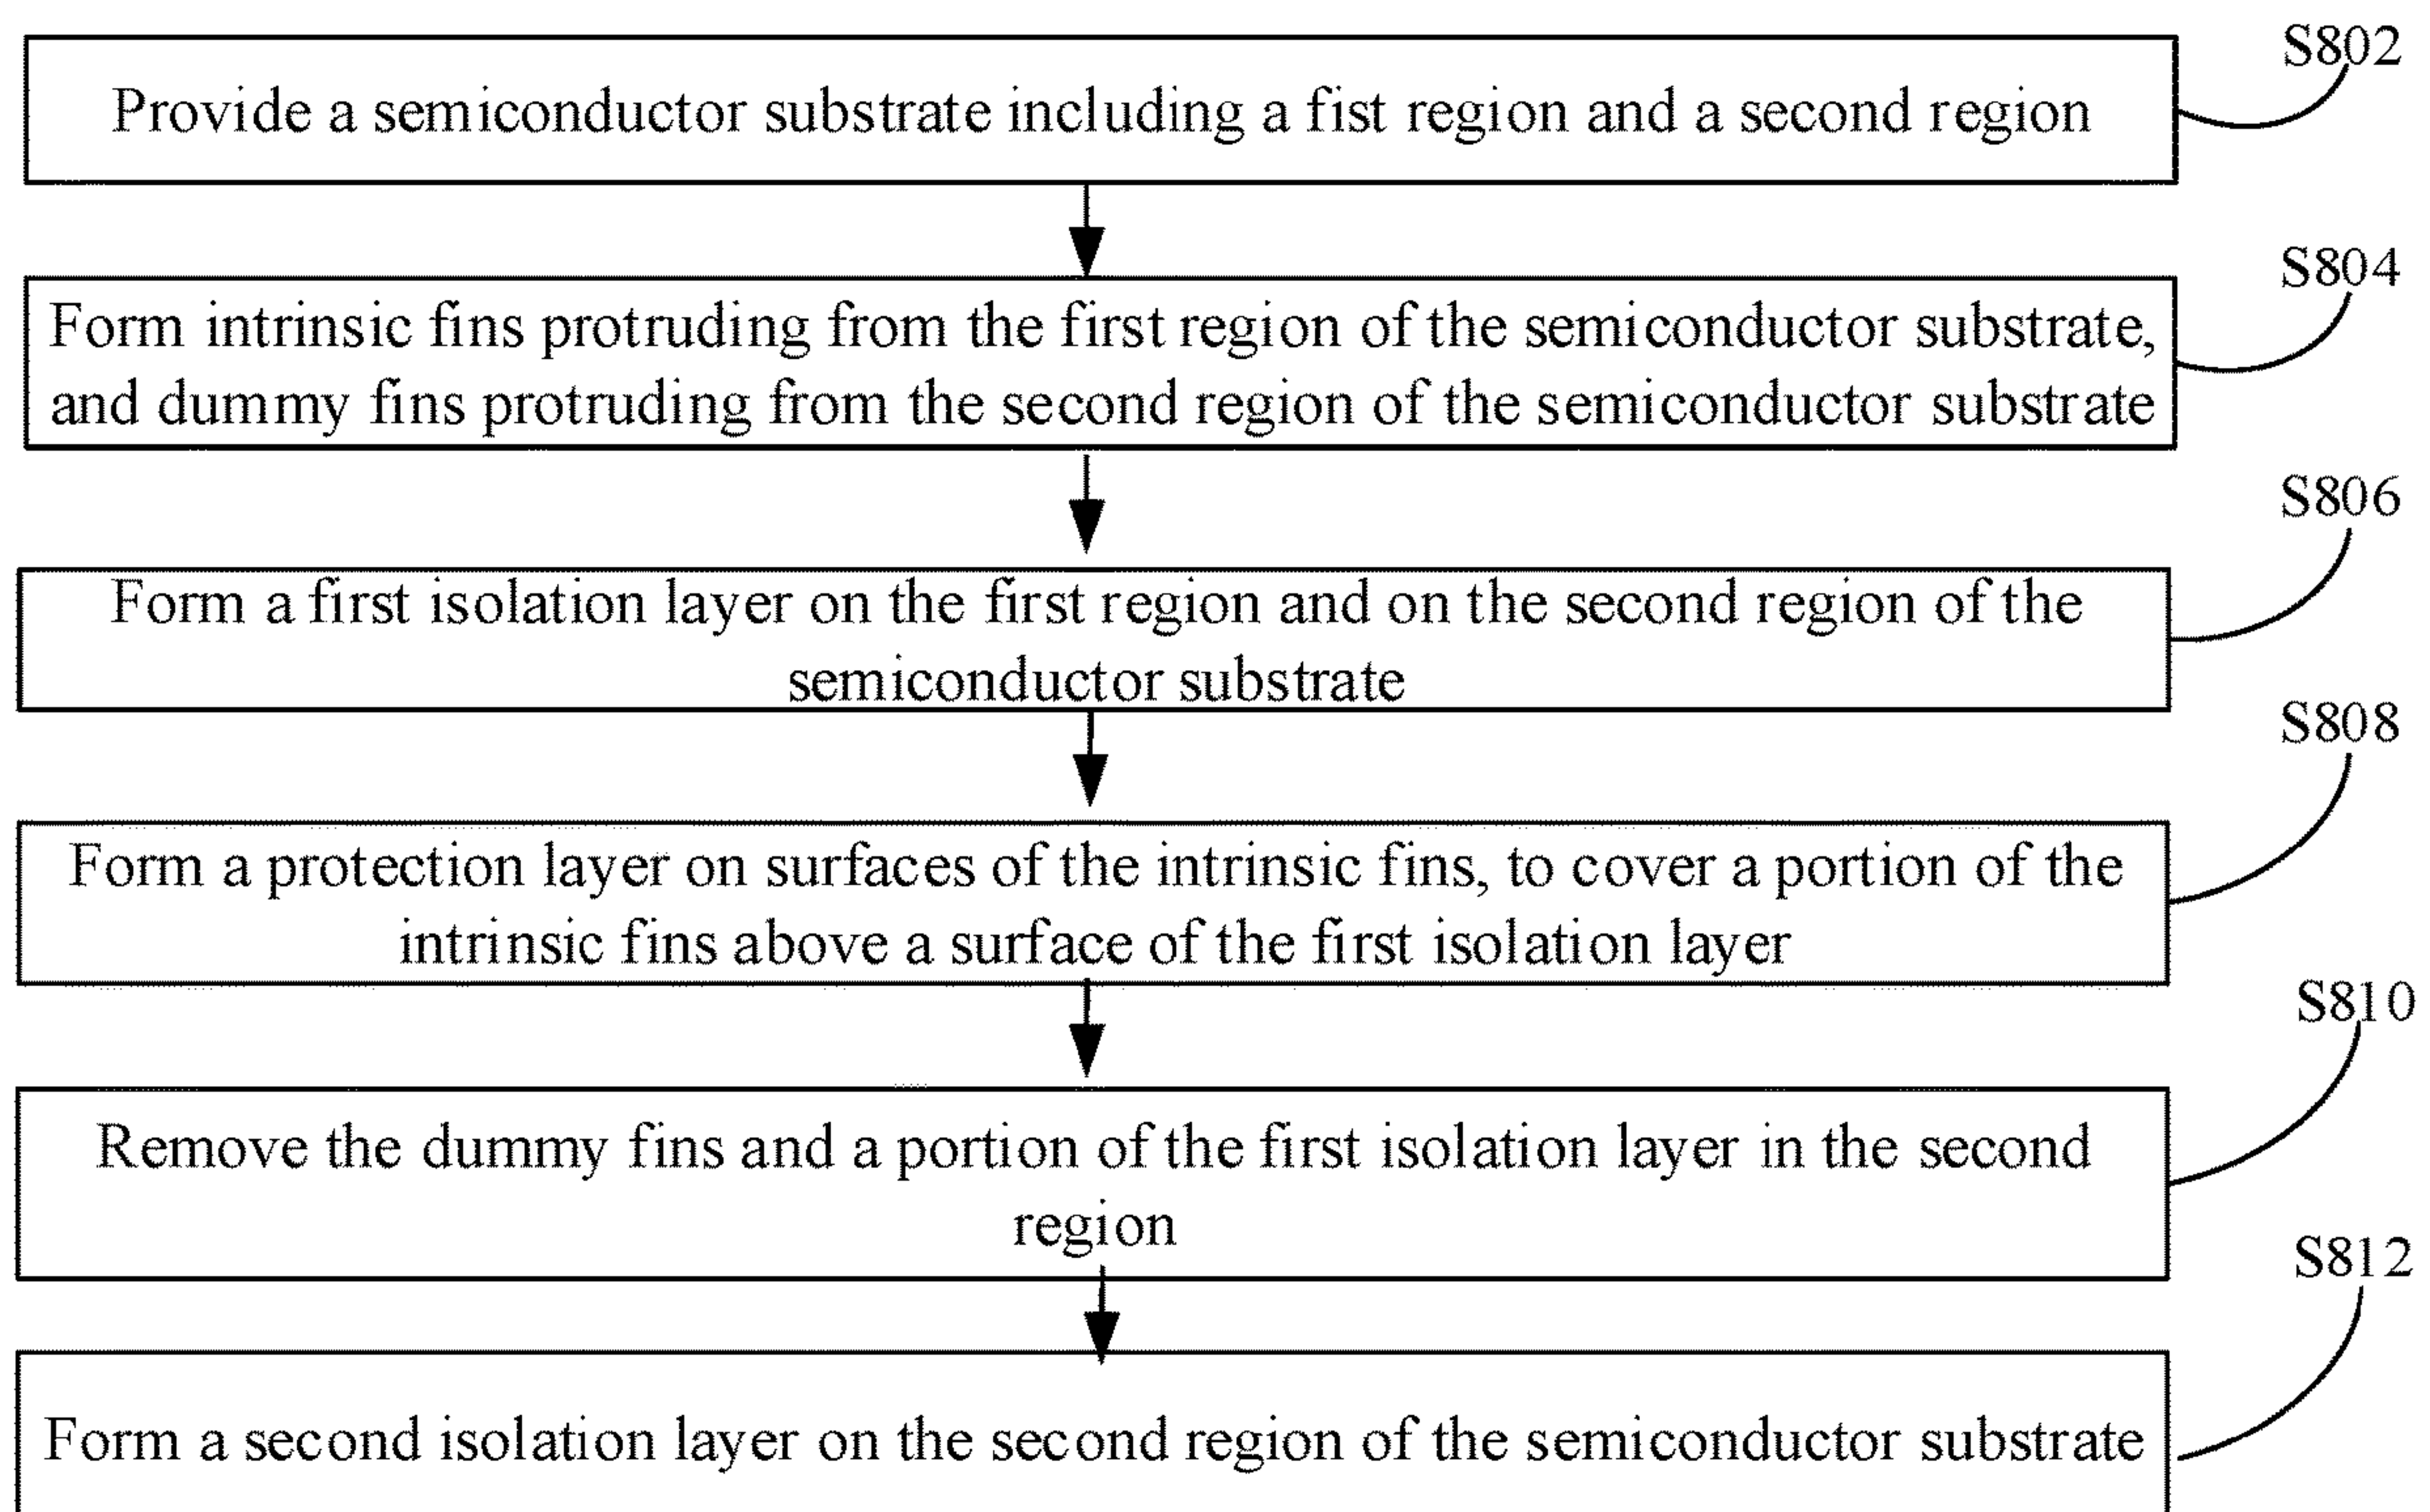 S802
Provide a semiconductor substrate including a fist region and a second region
S804
Form intrinsic fins protruding from the first region of the semiconductor substrate,
and dummy fins protruding from the second region of the semiconductor substrate
S806
Form a first isolation layer on the first region and on the second region of the
semiconductor substrate
S808
Form a protection layer on surfaces of the intrinsic fins, to cover a portion of the
intrinsic fins above a surface of the first isolation layer
S810
Remove the dummy fins and a portion of the first isolation layer in the second
region
S812
Form a second isolation layer on the second region of the semiconductor substrate